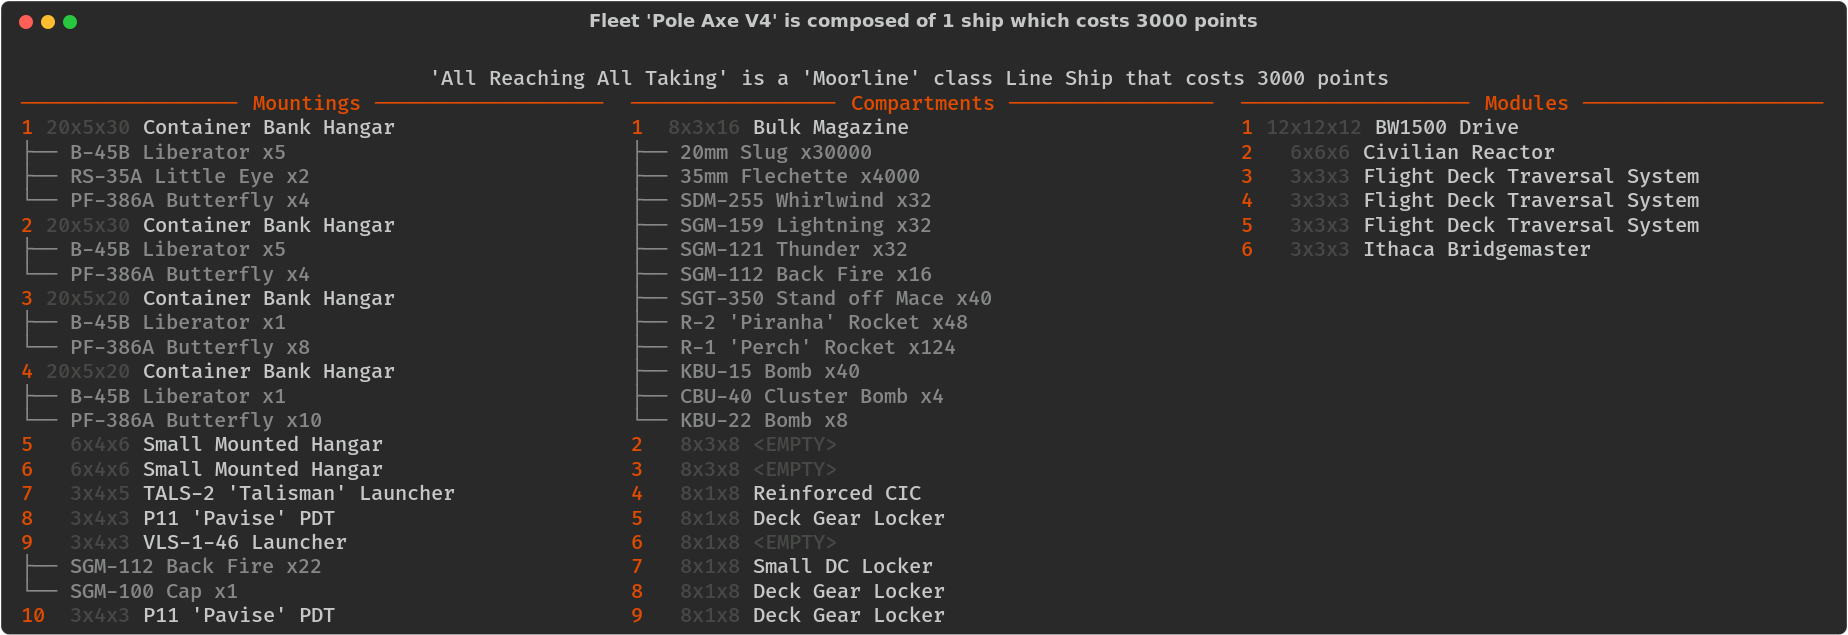 Fleet 'Pole Axe V4' is composed of 1 ship which costs 3000 points
'All Reaching All Taking' is a 'Moorline' class Line Ship that costs 3000 points
Mountings
1 20x5x30 Container Bank Hangar
B-45B Liberator x5
RS-35A Little Eye x2
PF-386A Butterfly x4
2 20x5x30 Container Bank Hangar
B-45B Liberator x5
PF-386A Butterfly x4
3 20x5x20 Container Bank Hangar
B-45B Liberator x1
PF-386A Butterfly x8
4 20x5x20 Container Bank Hangar
B-45B Liberator x1
PF-386A Butterfly x10
5 6x4x6 Small Mounted Hangar
6 6x4x6 Small Mounted Hangar
7 3x4x5 TALS-2 'Talisman' Launcher
8 3x4x3 P11 'Pavise' PDT
9 3x4x3 VLS-1-46 Launcher
SGM-112 Back Fire x22
SGM-100 Cap x1
10 3x4x3 P11 'Pavise' PDT
Compartments
1 8x3x16 Bulk Magazine
20mm Slug x30000
35mm Flechette x4000
SDM-255 Whirlwind x32
SGM-159 Lightning x32
SGM-121 Thunder x32
SGM-112 Back Fire x16
SGT-350 Stand off Mace x40
R-2 'Piranha' Rocket x48
R-1 'Perch' Rocket x124
KBU-15 Bomb x40
CBU-40 Cluster Bomb x4
KBU-22 Bomb x8
2 8x3x8 <EMPTY>
3 8x3x8 <EMPTY>
4 8x1x8 Reinforced CIC
5 8x1x8 Deck Gear Locker
6 8x1x8 <EMPTY>
7 8x1x8 Small DC Locker
8 8x1x8 Deck Gear Locker
9 8x1x8 Deck Gear Locker
Modules
1 12x12x12 BW1500 Drive
2 6x6x6 Civilian Reactor
3 3x3x3 Flight Deck Traversal System
4 3x3x3 Flight Deck Traversal System
5 3x3x3 Flight Deck Traversal System
6 3x3x3 Ithaca Bridgemaster